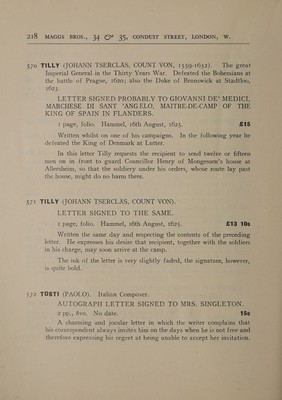 218 MAGGS BROS., 34 & 35, CONDUIT STREET, LONDON, W.
570 TILLY (JOHANN TSERCLAS, COUNT VON, 1559-1632). The great
Imperial General in the Thirty Years War. Defeated the Bohemians at
the battle of Prague, 1620; also the Duke of Brunswick at Stadtloo,
1623.
LETTER SIGNED PROBABLY TO GIOVANNI DE' MEDICI,
MARCHESE DI SANT 'ANGELO, MAITRE-DE-CAMP OF THE
KING OF SPAIN IN FLANDERS.
1 page, folio. Hammel, 16th August, 1625. £15
Written whilst on one of his campaigns. In the following year he
defeated the King of Denmark at Lutter.
In this letter Tilly requests the recipient to send twelve or fifteen
men on in front to guard Councillor Henry of Mongessen's house at
Allersheim, so that the soldiery under his orders, whose route lay past
the house, might do no harm there.
571 TILLY (JOHANN TSERCLAS, COUNT VON).
LETTER SIGNED TO THE SAME.
1 page, folio. Hammel, 16th August, 1625. £13 10s
Written the same day and respecting the contents of the preceding
letter. He expresses his desire that recipient, together with the soldiers
in his charge, may soon arrive at the camp.
The ink of the letter is very slightly faded, the signature, however,
is quite bold.
572 TOSTI (PAOLO). Italian Composer.
AUTOGRAPH LETTER SIGNED TO MRS. SINGLETON.
2 pp., 8vo. No date. 15s
A charming and jocular letter in which the writer complains that
his correspondent always invites him on the days when he is not free and
therefore expressing his regret at being unable to accept her invitation.